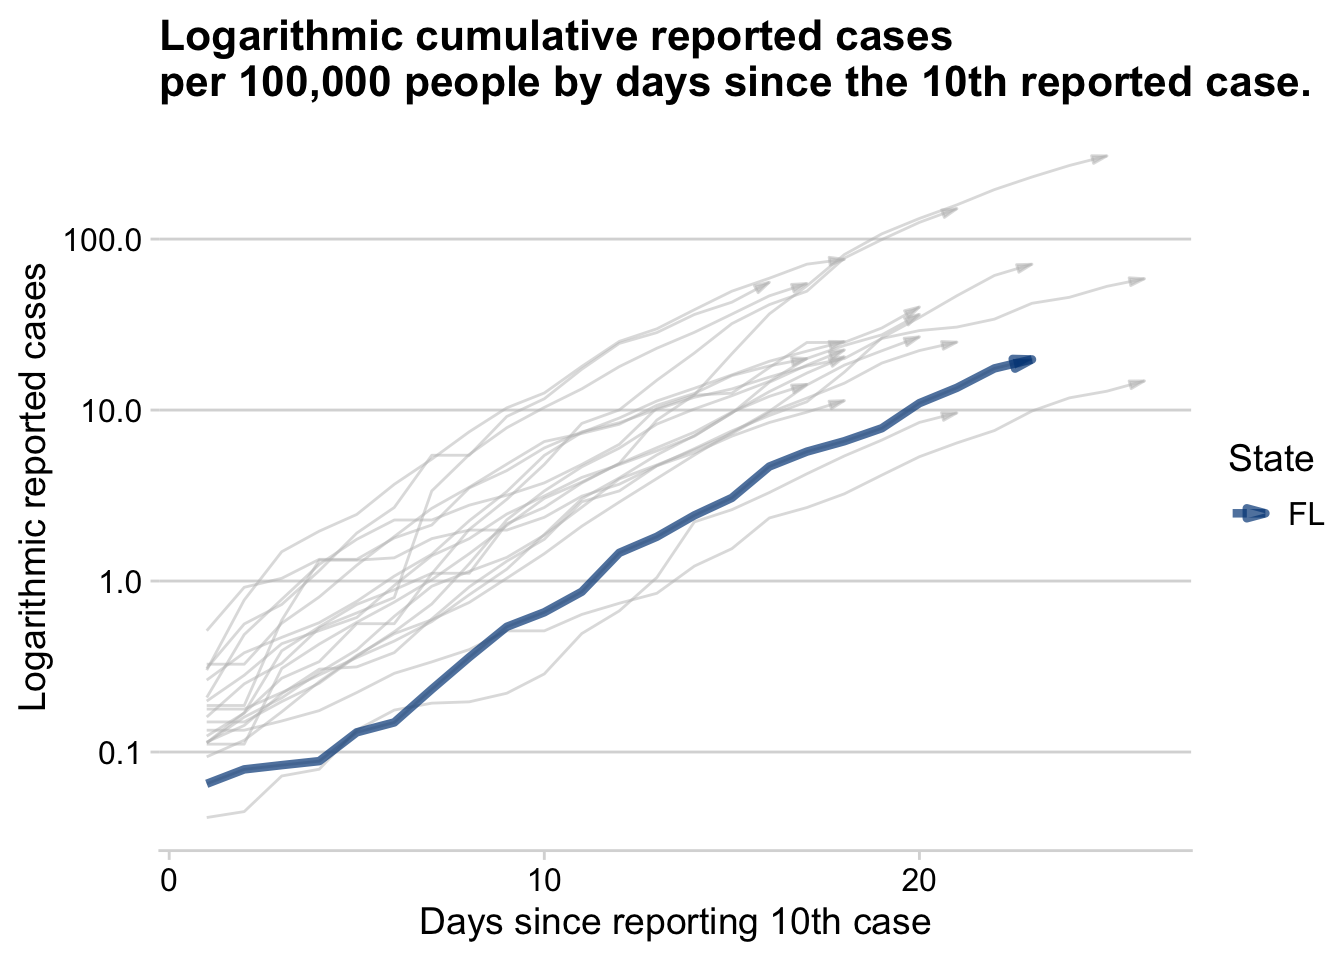 Logarithmic cumulative reported cases
per 100,000 people by days since the 10th reported case.
Logarithmic reported cases
100.0
10.0
1.0
0.1
0
10
20
Days since reporting 10th case
State
FL